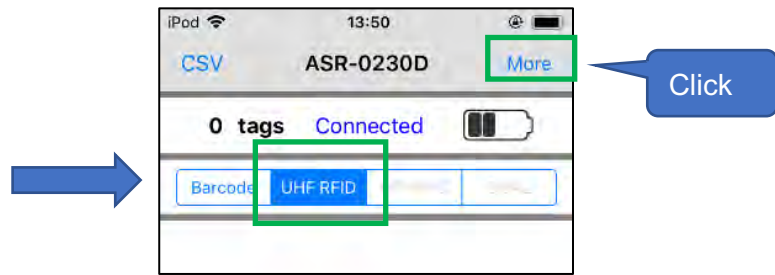 iPod 13:50
CSV ASR-0230D More
Click
0 tags Connected
Barcode UHF RFID